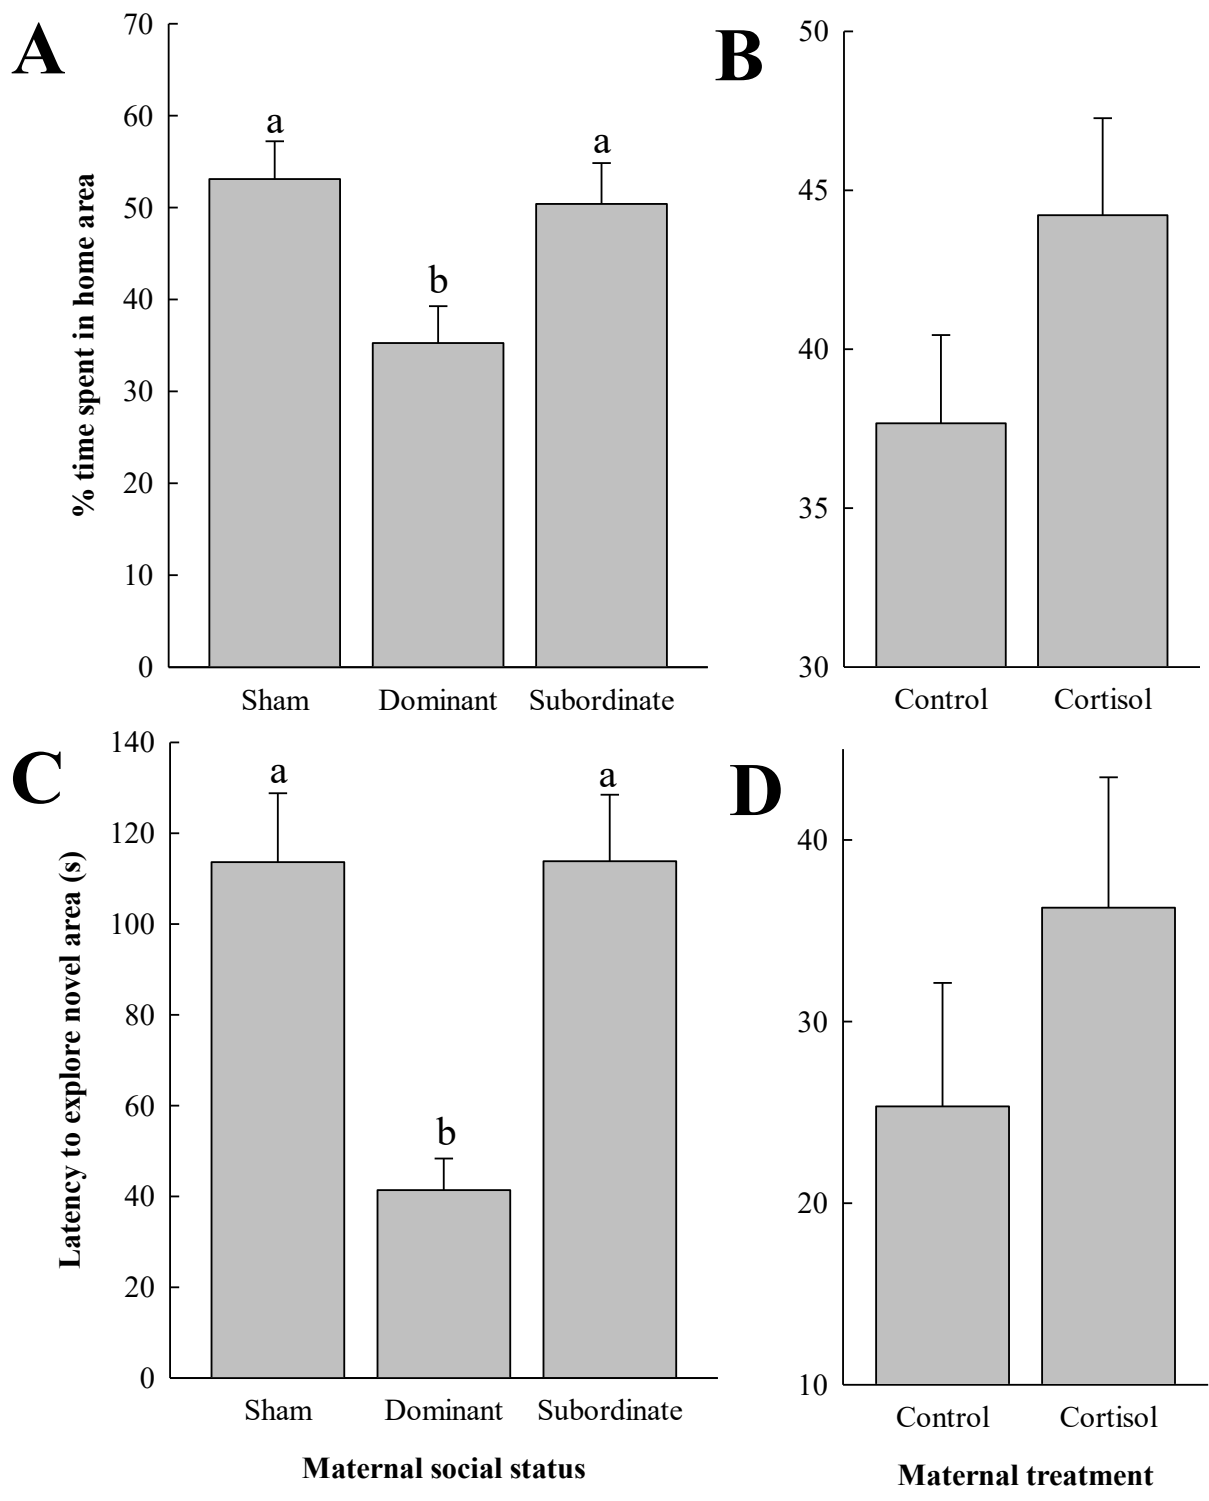 A
% time spent in home area
70
60
50
40
30
20
10
0
a
b
a
Sham Dominant Subordinate
B
50
45
40
35
30
Control Cortisol
C
Latency to explore novel area (s)
140
120
100
80
60
40
20
0
a
b
a
Sham Dominant Subordinate
Maternal social status
D
40
30
20
10
Control Cortisol
Maternal treatment